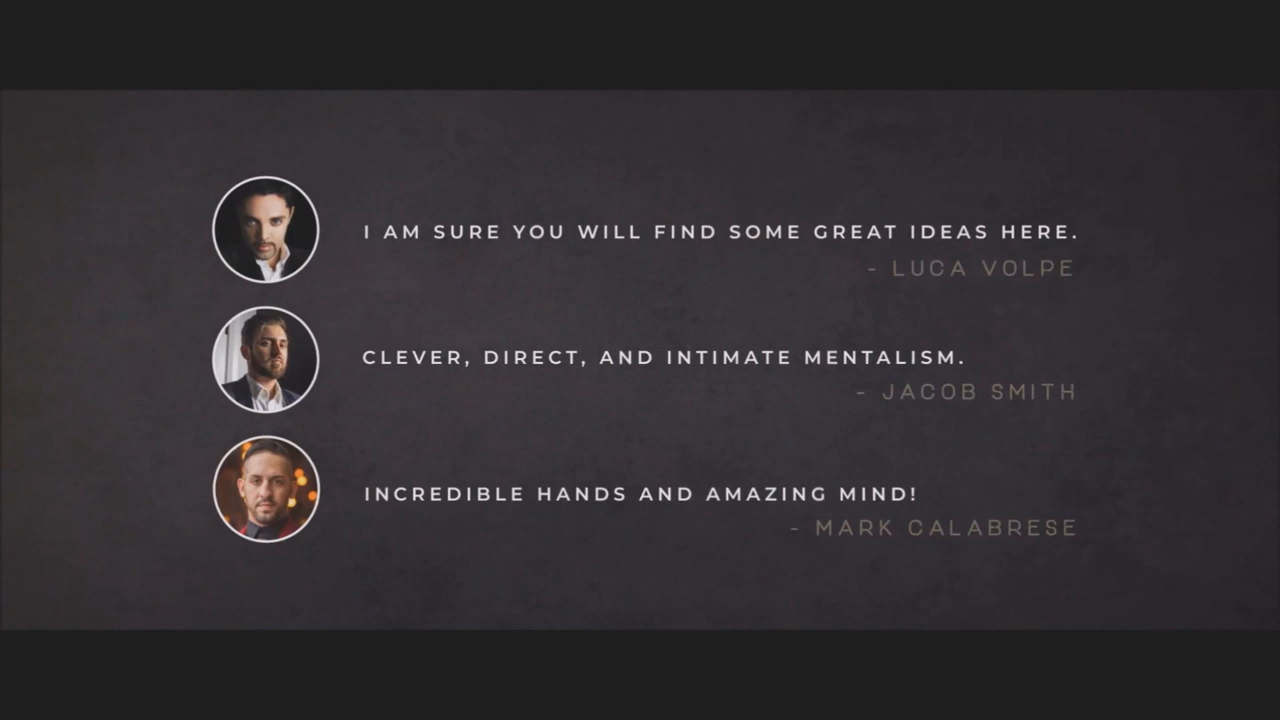 I AM SURE YOU WILL FIND SOME GREAT IDEAS HERE.
- LUCA VOLPE
CLEVER, DIRECT, AND INTIMATE MENTALISM.
- JACOB SMITH
INCREDIBLE HANDS AND AMAZING MIND!
- MARK CALABRESE